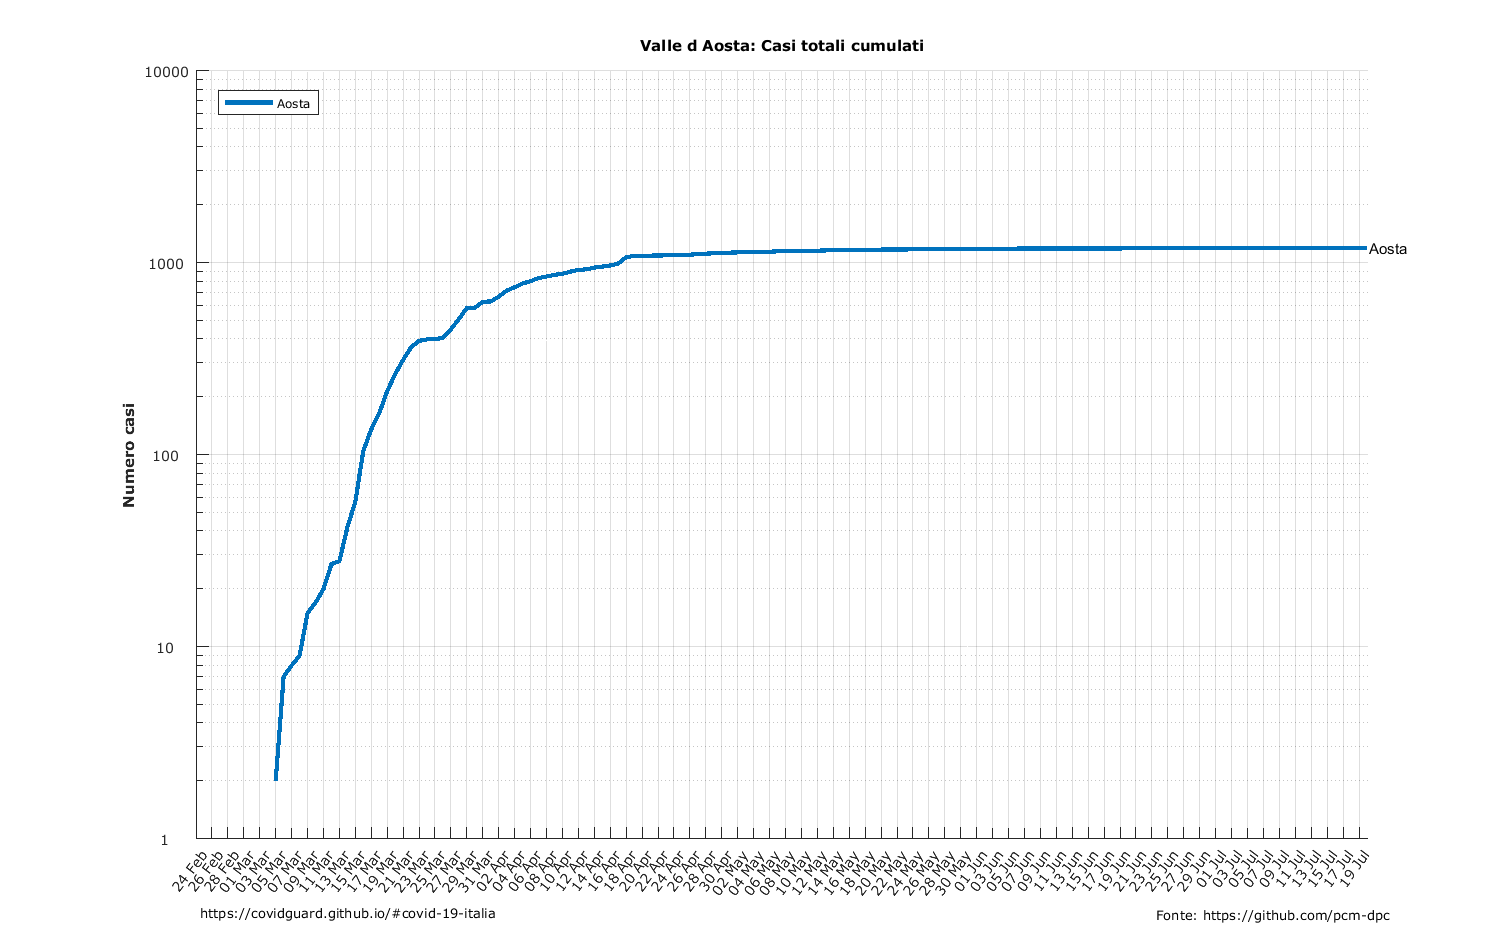 Valle d Aosta: Casi totali cumulati
10000
1000
100
10
1
Numero casi
Aosta
Aosta
24 Feb
26 Feb
28 Feb
01 Mar
03 Mar
05 Mar
07 Mar
09 Mar
11 Mar
13 Mar
15 Mar
17 Mar
19 Mar
21 Mar
23 Mar
25 Mar
27 Mar
29 Mar
31 Mar
02 Apr
04 Apr
06 Apr
08 Apr
10 Apr
12 Apr
14 Apr
16 Apr
18 Apr
20 Apr
22 Apr
24 Apr
26 Apr
28 Apr
30 Apr
02 May
04 May
06 May
08 May
10 May
12 May
14 May
16 May
18 May
20 May
22 May
24 May
26 May
28 May
30 May
01 Jun
03 Jun
05 Jun
07 Jun
09 Jun
11 Jun
13 Jun
15 Jun
17 Jun
19 Jun
21 Jun
23 Jun
25 Jun
27 Jun
29 Jun
01 Jul
03 Jul
05 Jul
07 Jul
09 Jul
11 Jul
13 Jul
15 Jul
17 Jul
19 Jul
https://covidguard.github.io/#covid-19-italia
Fonte: https://github.com/pcm-dpc